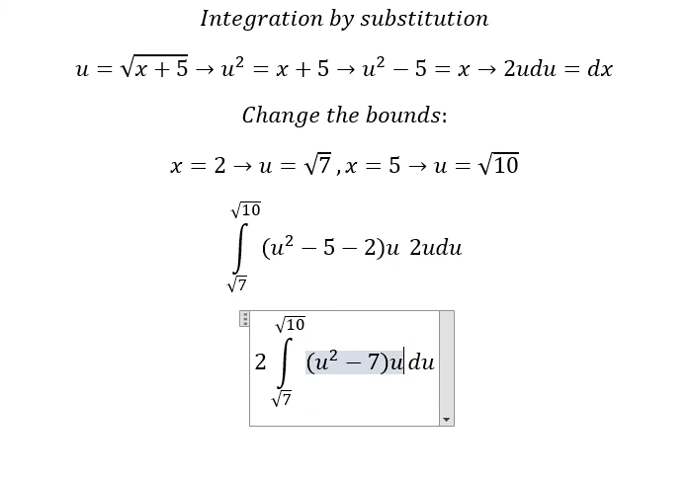 Integration by substitution
u = √(x + 5) → u² = x + 5 → u² − 5 = x → 2udu = dx
Change the bounds:
x = 2 → u = √7 , x = 5 → u = √10
∫_{√7}^{√10} (u² − 5 − 2)u 2udu
2 ∫_{√7}^{√10} (u² − 7)u du